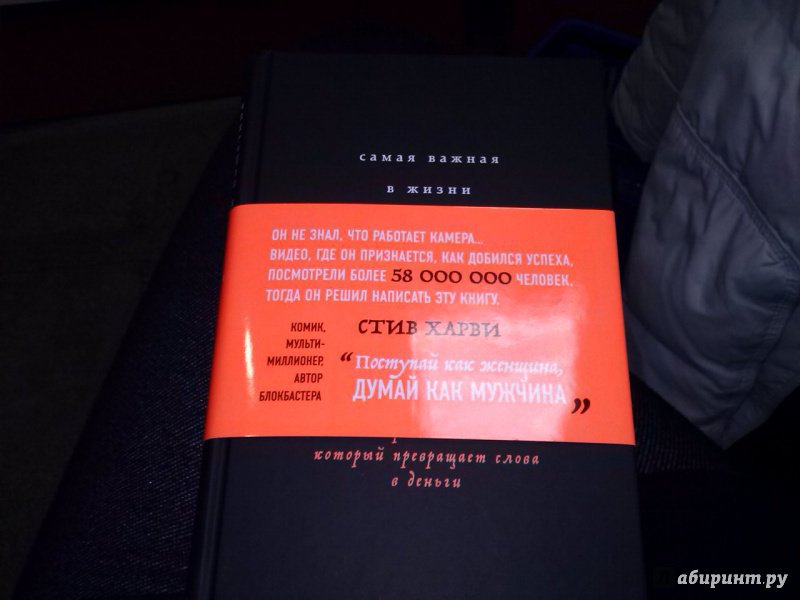 самая важная
в жизни
ОН НЕ ЗНАЛ, ЧТО РАБОТАЕТ КАМЕРА...
ВИДЕО, ГДЕ ОН ПРИЗНАЕТСЯ, КАК ДОБИЛСЯ УСПЕХА,
ПОСМОТРЕЛИ БОЛЕЕ 58 000 000 ЧЕЛОВЕК.
ТОГДА ОН РЕШИЛ НАПИСАТЬ ЭТУ КНИГУ.
КОМИК,
МУЛЬТИ-
МИЛЛИОНЕР,
АВТОР
БЛОКБАСТЕРА
СТИВ ХАРВИ
“Поступай как женщина,
ДУМАЙ КАК МУЖЧИНА”
который превращает слова
в деньги
Лабиринт.ру